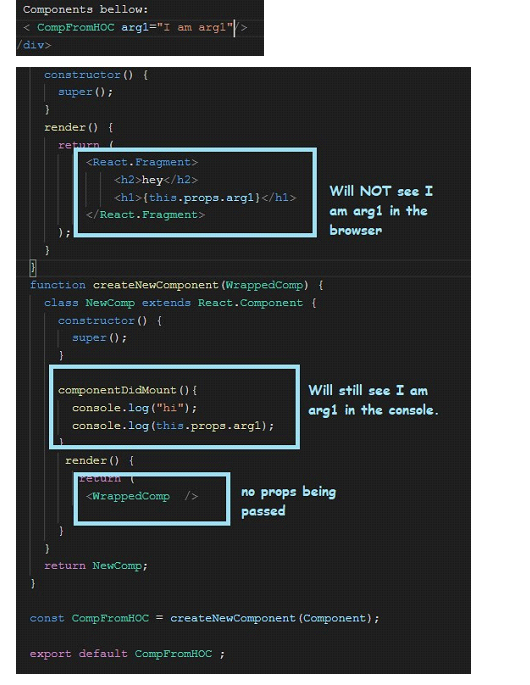 Components bellow:
< CompFromHOC arg1="I am arg1"/>
/div>
constructor() {
super();
}
render() {
return (
<React.Fragment>
<h2>hey</h2>
<h1>{this.props.arg1}</h1>
</React.Fragment>
);
}
}
Will NOT see I
am arg1 in the
browser
function createNewComponent(WrappedComp) {
class NewComp extends React.Component {
constructor() {
super();
}
componentDidMount(){
console.log("hi");
console.log(this.props.arg1);
}
Will still see I am
arg1 in the console.
render() {
return (
<WrappedComp />
no props being
passed
}
}
return NewComp;
}
const CompFromHOC = createNewComponent(Component);
export default CompFromHOC ;